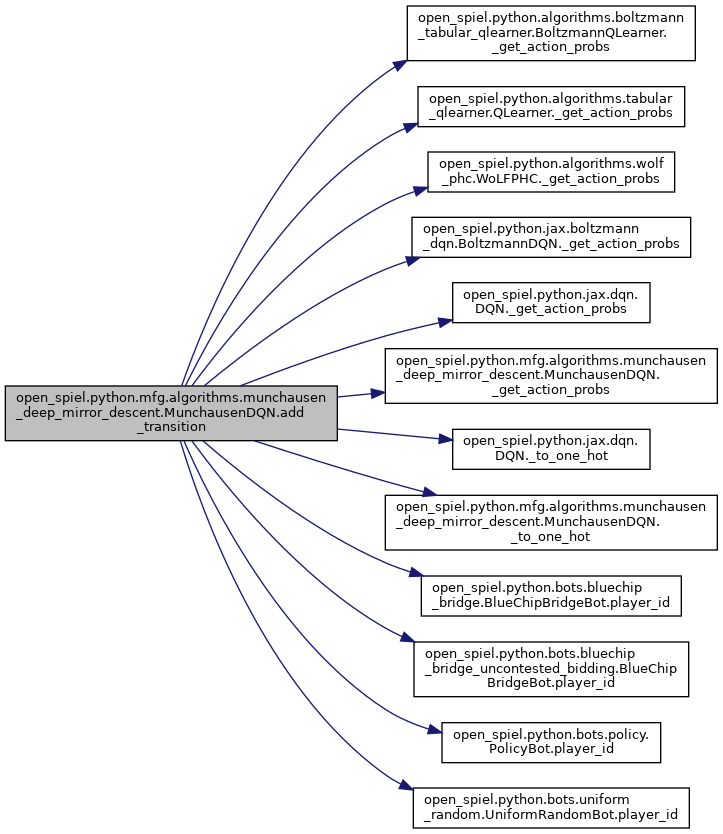 open_spiel.python.algorithms.boltzmann
_tabular_qlearner.BoltzmannQLearner.
_get_action_probs
open_spiel.python.algorithms.tabular
_qlearner.QLearner._get_action_probs
open_spiel.python.algorithms.wolf
_phc.WoLFPHC._get_action_probs
open_spiel.python.jax.boltzmann
_dqn.BoltzmannDQN._get_action_probs
open_spiel.python.jax.dqn.
DQN._get_action_probs
open_spiel.python.mfg.algorithms.munchausen
_deep_mirror_descent.MunchausenDQN.
_get_action_probs
open_spiel.python.mfg.algorithms.munchausen
_deep_mirror_descent.MunchausenDQN.add
_transition
open_spiel.python.jax.dqn.
DQN._to_one_hot
open_spiel.python.mfg.algorithms.munchausen
_deep_mirror_descent.MunchausenDQN.
_to_one_hot
open_spiel.python.bots.bluechip
_bridge.BlueChipBridgeBot.player_id
open_spiel.python.bots.bluechip
_bridge_uncontested_bidding.BlueChip
BridgeBot.player_id
open_spiel.python.bots.policy.
PolicyBot.player_id
open_spiel.python.bots.uniform
_random.UniformRandomBot.player_id